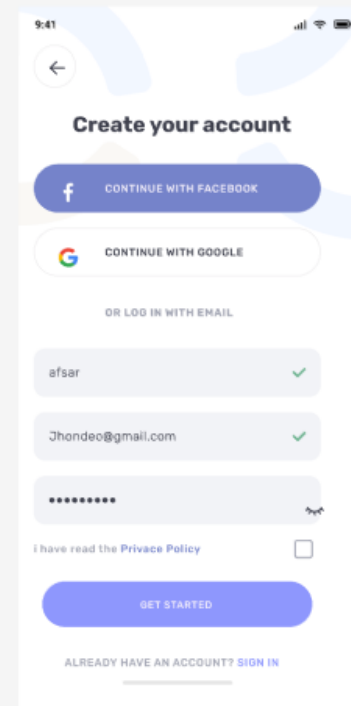 9:41
Create your account
CONTINUE WITH FACEBOOK
CONTINUE WITH GOOGLE
OR LOG IN WITH EMAIL
afsar
Jhondeo@gmail.com
•••••••••
i have read the Privace Policy
GET STARTED
ALREADY HAVE AN ACCOUNT? SIGN IN